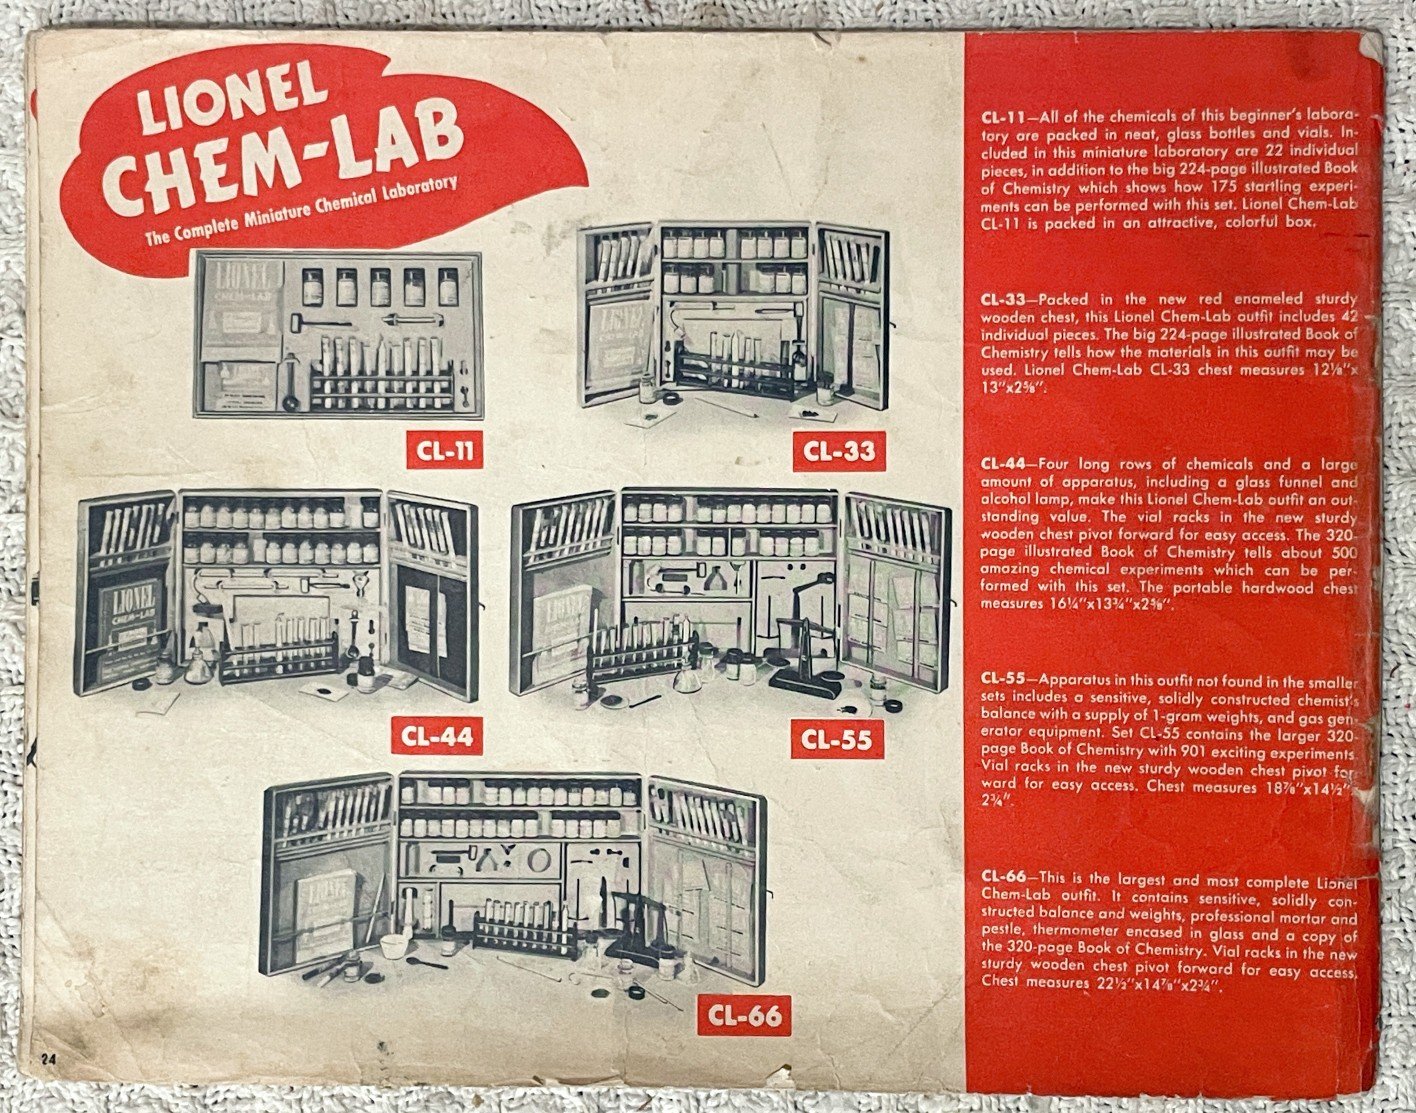 LIONEL
CHEM-LAB
The Complete Miniature Chemical Laboratory
LIONEL
CHEM-LAB
CL-11
CL-33
LIONEL
CHEM-LAB
CL-44
LIONEL
CL-55
CL-66
24
CL-11—All of the chemicals of this beginner's labora-
tory are packed in neat, glass bottles and vials. In-
cluded in this miniature laboratory are 22 individual
pieces, in addition to the big 224-page illustrated Book
of Chemistry which shows how 175 startling experi-
ments can be performed with this set. Lionel Chem-Lab
CL-11 is packed in an attractive, colorful box.
CL-33—Packed in the new red enameled sturdy
wooden chest, this Lionel Chem-Lab outfit includes 42
individual pieces. The big 224-page illustrated Book of
Chemistry tells how the materials in this outfit may be
used. Lionel Chem-Lab CL-33 chest measures 12⅛"x
13"x2⅝".
CL-44—Four long rows of chemicals and a large
amount of apparatus, including a glass funnel and
alcohol lamp, make this Lionel Chem-Lab outfit an out-
standing value. The vial racks in the new sturdy
wooden chest pivot forward for easy access. The 320-
page illustrated Book of Chemistry tells about 500
amazing chemical experiments which can be per-
formed with this set. The portable hardwood chest
measures 16¼"x13¾"x2⅝".
CL-55—Apparatus in this outfit not found in the smaller
sets includes a sensitive, solidly constructed chemist's
balance with a supply of 1-gram weights, and gas gen-
erator equipment. Set CL-55 contains the larger 320-
page Book of Chemistry with 901 exciting experiments.
Vial racks in the new sturdy wooden chest pivot for-
ward for easy access. Chest measures 18⅞"x14½"x
2¾".
CL-66—This is the largest and most complete Lionel
Chem-Lab outfit. It contains sensitive, solidly con-
structed balance and weights, professional mortar and
pestle, thermometer encased in glass and a copy of
the 320-page Book of Chemistry. Vial racks in the new
sturdy wooden chest pivot forward for easy access.
Chest measures 22½"x14⅞"x2¾".